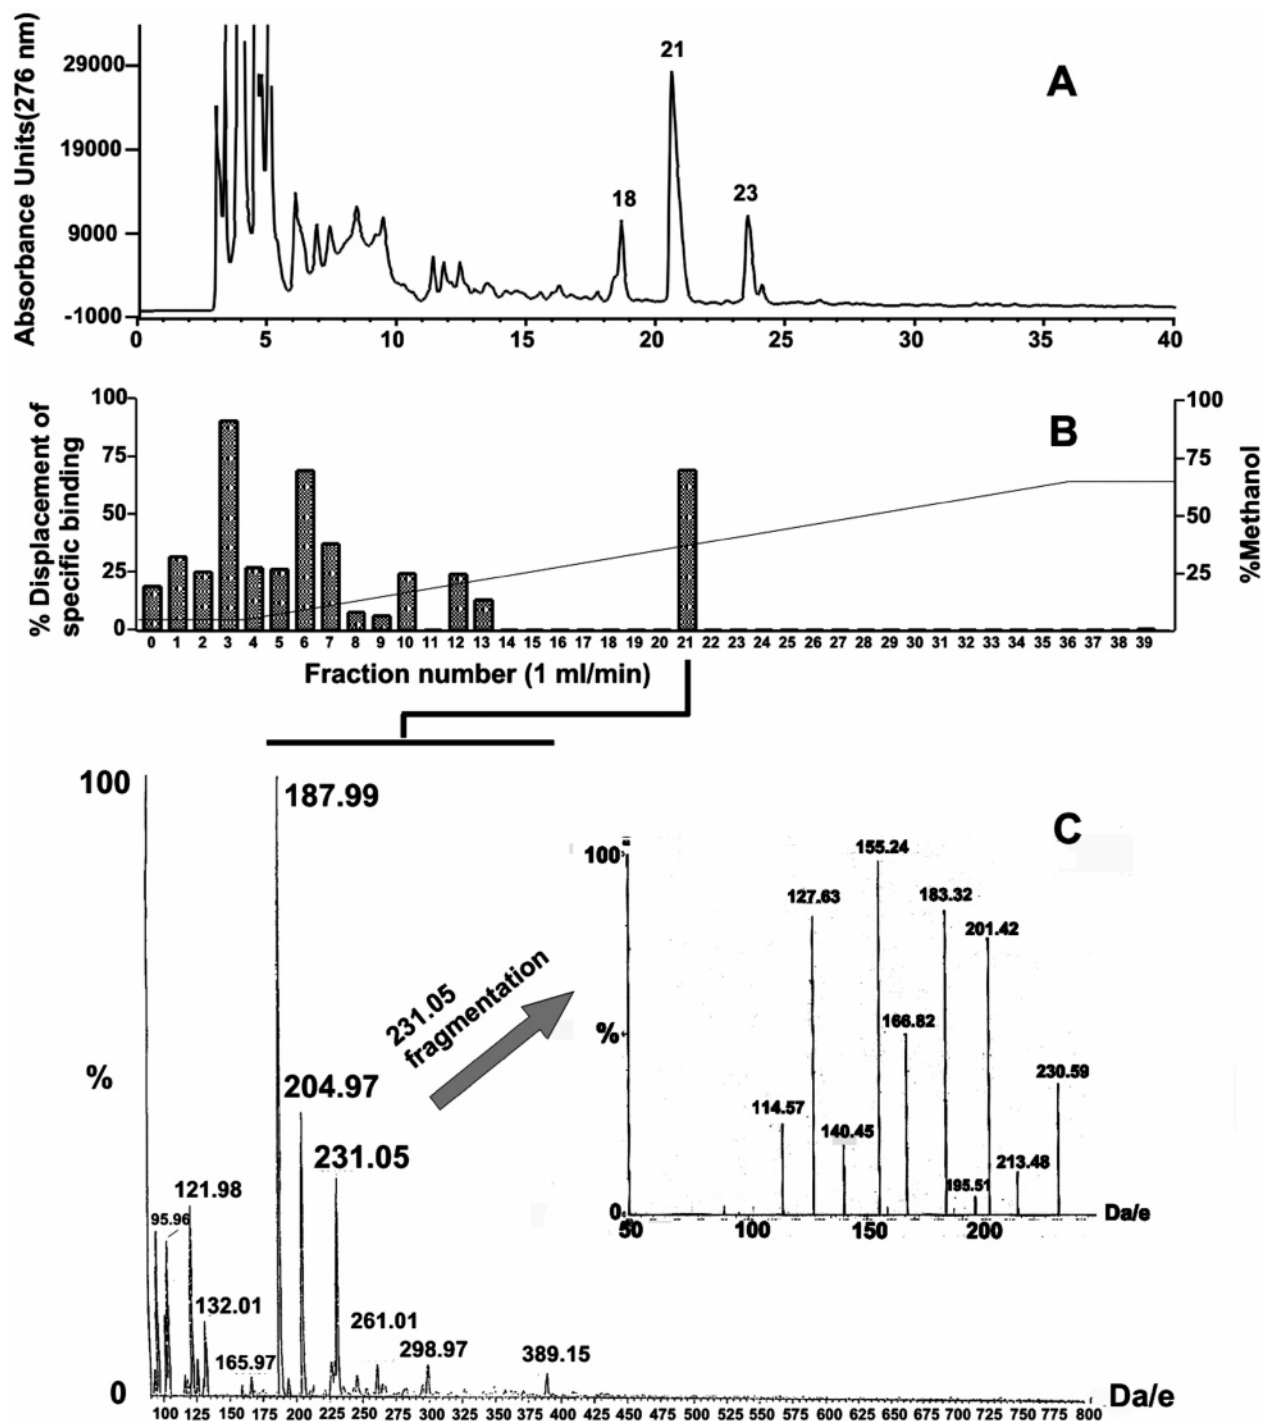 A
Absorbance Units(276 nm)
29000
19000
9000
-1000
21
18
23
0 5 10 15 20 25 30 35 40
B
% Displacement of
specific binding
100
75
50
25
0
100
75
50
25
%Methanol
0 1 2 3 4 5 6 7 8 9 10 11 12 13 14 15 16 17 18 19 20 21 22 23 24 25 26 27 28 29 30 31 32 33 34 35 36 37 38 39
Fraction number (1 ml/min)
100
%
0
187.99
204.97
231.05
121.98
95.96
132.01
165.97
261.01
298.97
389.15
100 125 150 175 200 225 250 275 300 325 350 375 400 425 450 475 500 525 550 575 600 625 650 675 700 725 750 775 800
Da/e
231.05
fragmentation
C
100
%
0
155.24
127.63
183.32
201.42
166.82
230.59
114.57
140.45
213.48
195.51
50 100 150 200
Da/e